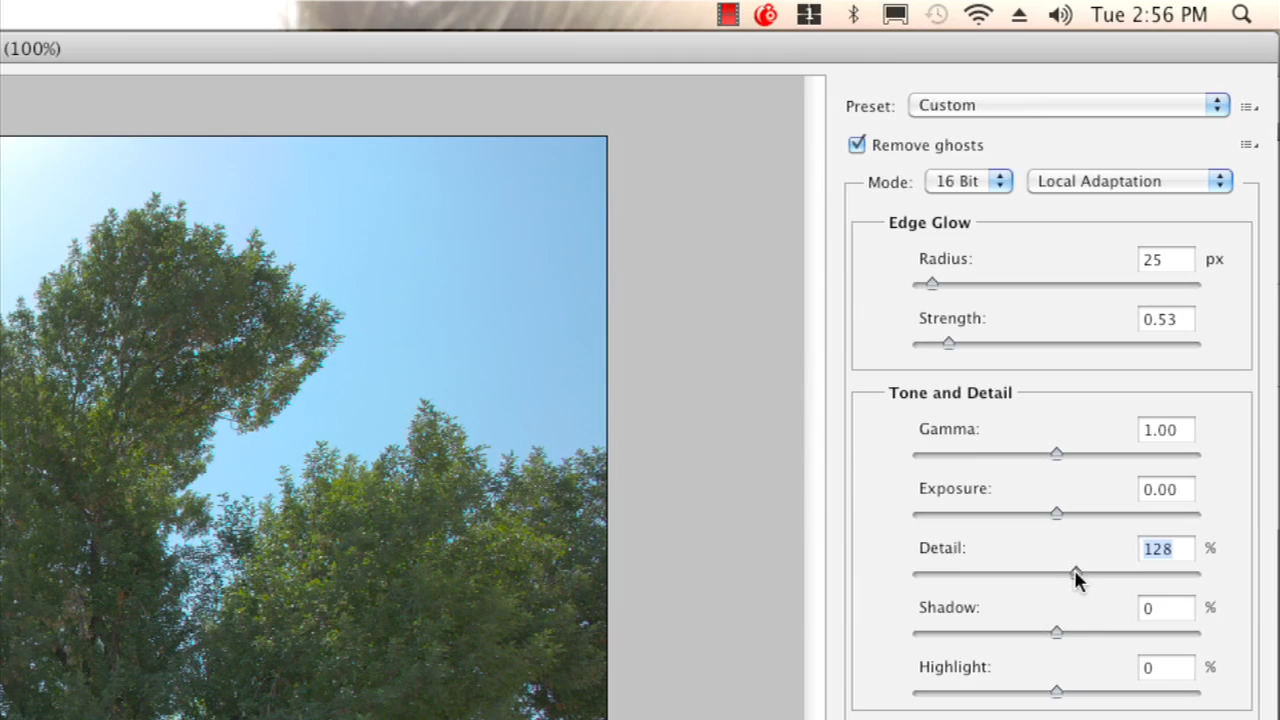 1
Tue 2:56 PM
(100%)
Preset: Custom
Remove ghosts
Mode: 16 Bit Local Adaptation
Edge Glow
Radius: 25 px
Strength: 0.53
Tone and Detail
Gamma: 1.00
Exposure: 0.00
Detail: 128 %
Shadow: 0 %
Highlight: 0 %